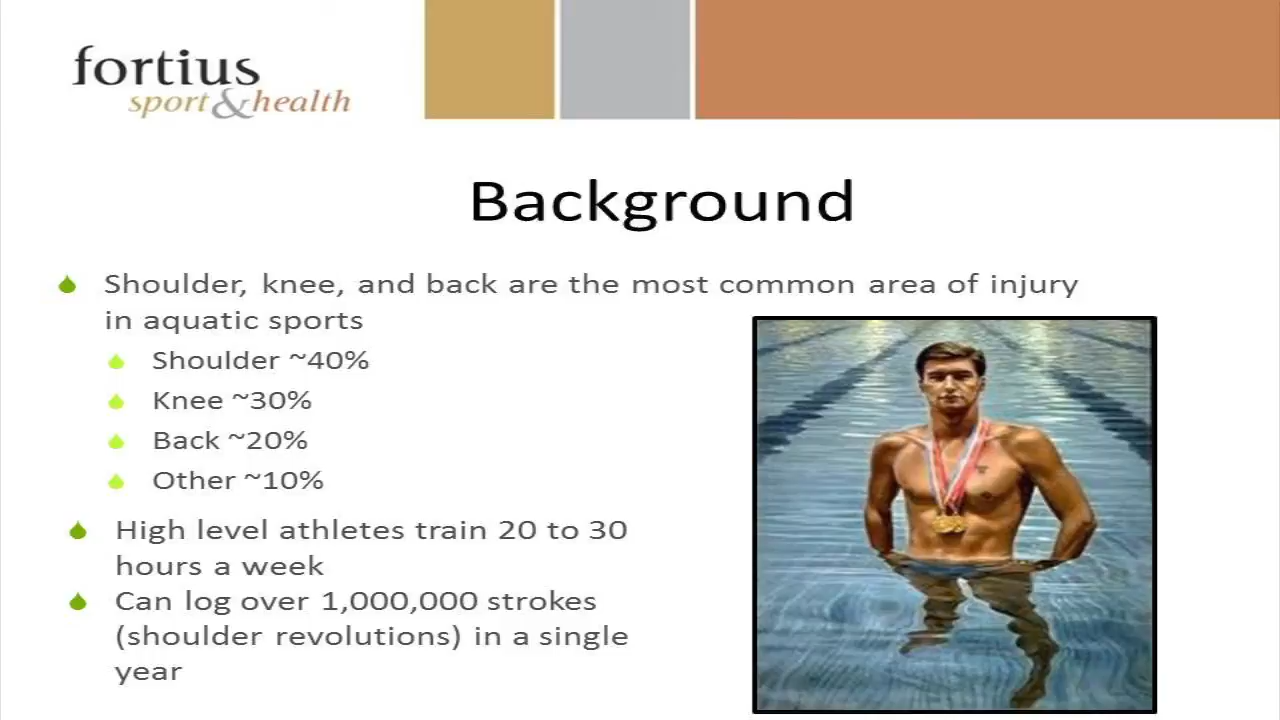 fortius
sport&health
Background
Shoulder, knee, and back are the most common area of injury
in aquatic sports
Shoulder ~40%
Knee ~30%
Back ~20%
Other ~10%
High level athletes train 20 to 30
hours a week
Can log over 1,000,000 strokes
(shoulder revolutions) in a single
year